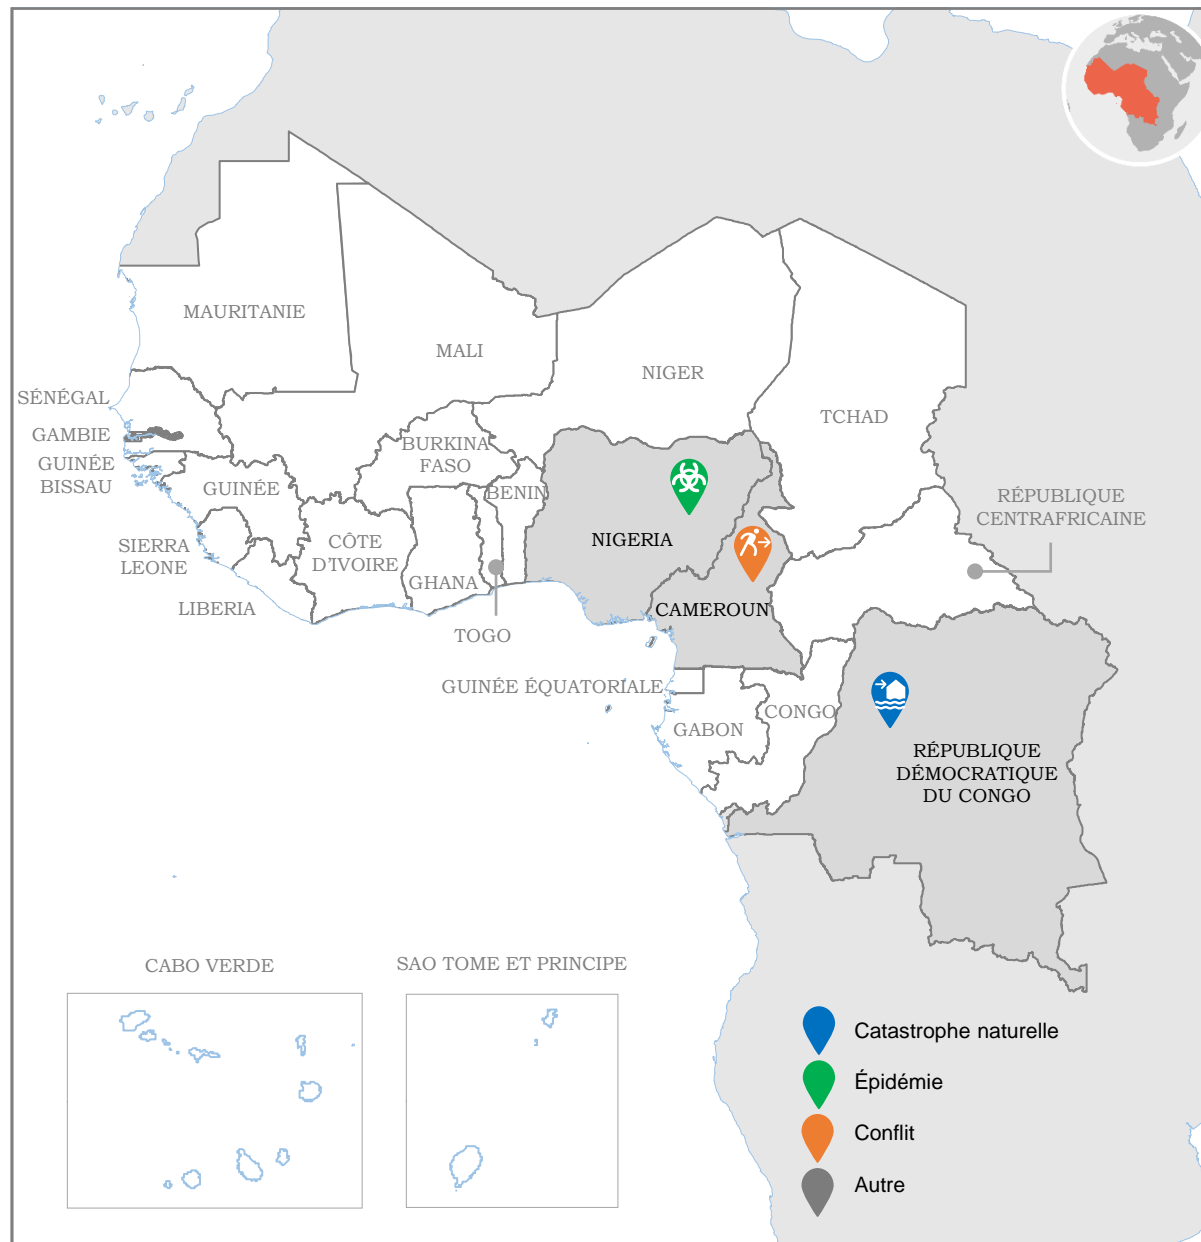 MAURITANIE
MALI
NIGER
TCHAD
SÉNÉGAL
GAMBIE
GUINÉE
BISSAU
GUINÉE
BURKINA
FASO
BENIN
SIERRA
LEONE
CÔTE
D'IVOIRE
GHANA
LIBERIA
TOGO
NIGERIA
CAMEROUN
RÉPUBLIQUE
CENTRAFRICAINE
GUINÉE ÉQUATORIALE
GABON
CONGO
RÉPUBLIQUE
DÉMOCRATIQUE
DU CONGO
CABO VERDE
SAO TOME ET PRINCIPE
Catastrophe naturelle
Épidémie
Conflit
Autre